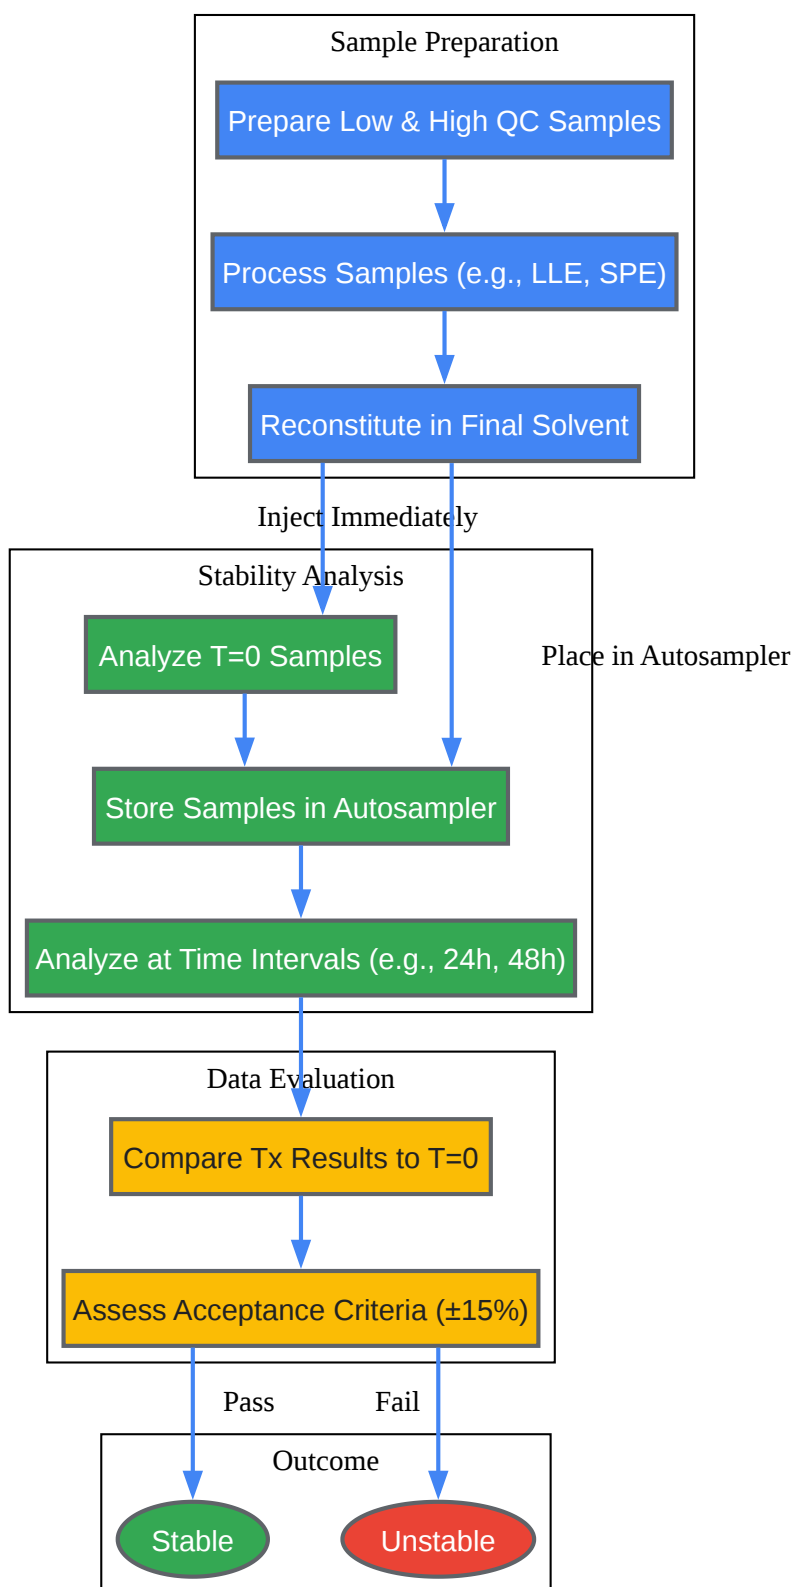 Sample Preparation
Prepare Low & High QC Samples
Process Samples (e.g., LLE, SPE)
Reconstitute in Final Solvent
Inject Immediately
Stability Analysis
Analyze T=0 Samples
Place in Autosampler
Store Samples in Autosampler
Analyze at Time Intervals (e.g., 24h, 48h)
Data Evaluation
Compare Tx Results to T=0
Assess Acceptance Criteria (±15%)
Pass
Fail
Outcome
Stable
Unstable